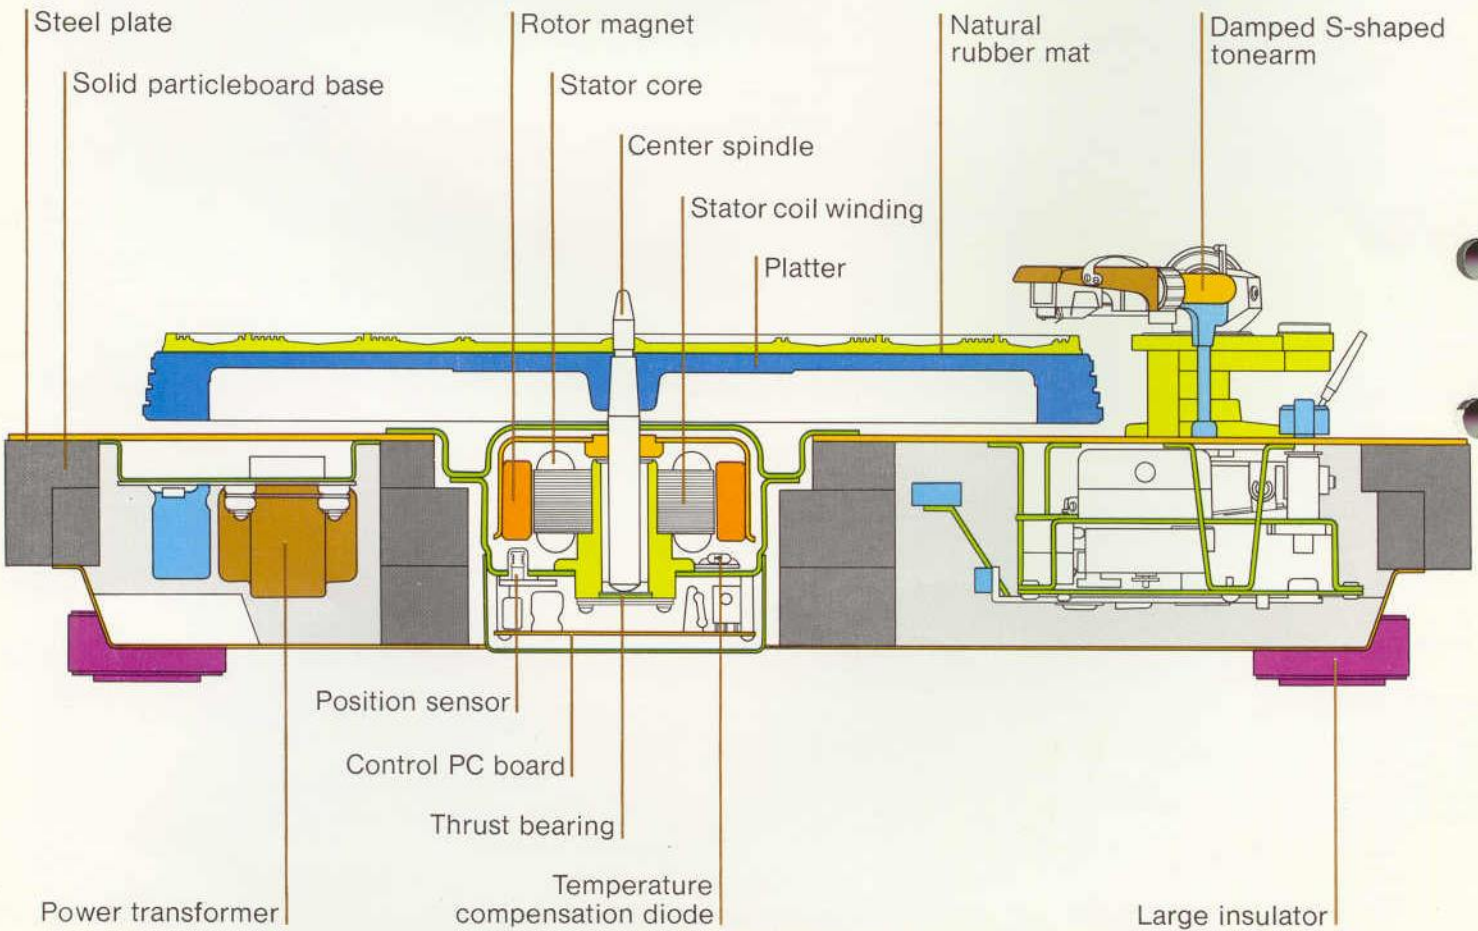 Steel plate
Solid particleboard base
Rotor magnet
Stator core
Center spindle
Stator coil winding
Platter
Natural
rubber mat
Damped S-shaped
tonearm
Position sensor
Control PC board
Thrust bearing
Temperature
compensation diode
Power transformer
Large insulator